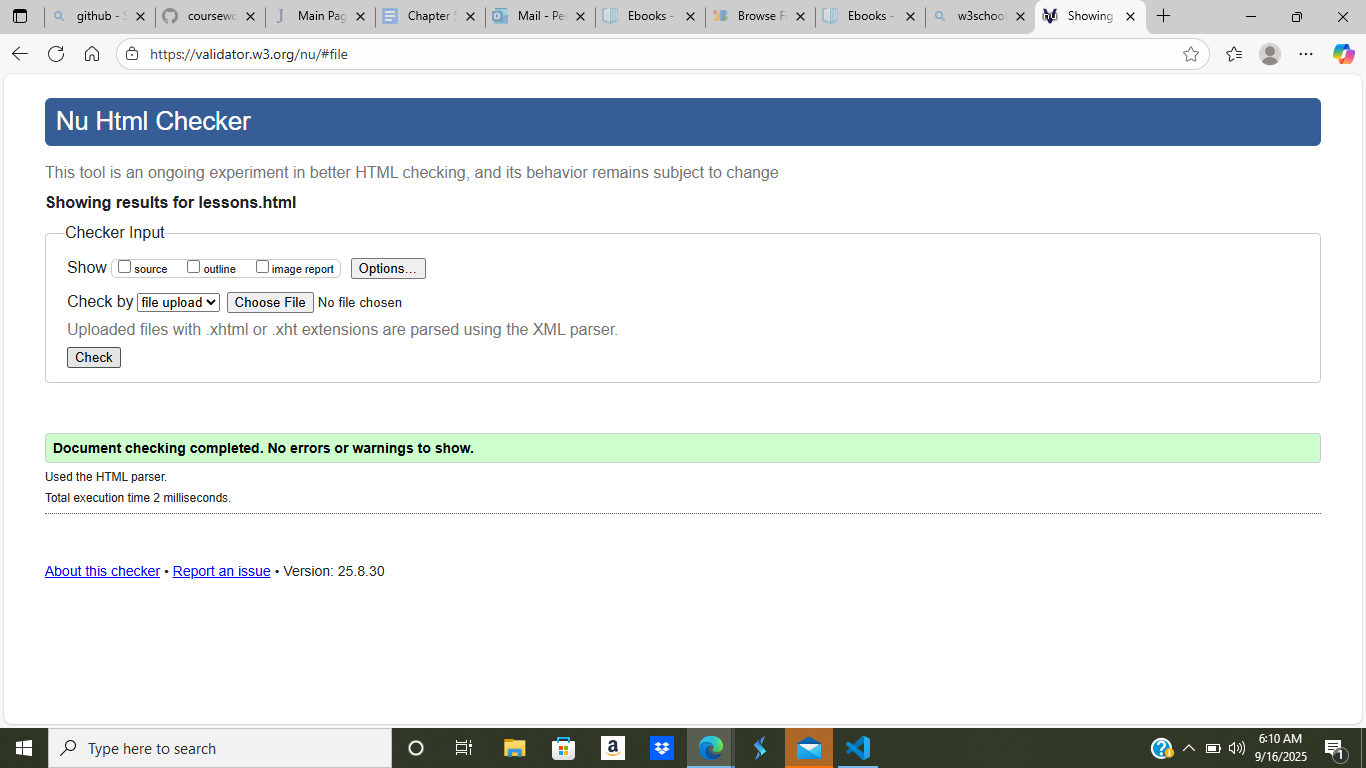 github - S
coursewo
Main Pag
Chapter 5
Mail - Pe
Ebooks -
Browse F
Ebooks -
w3schoo
Showing
https://validator.w3.org/nu/#file
Nu Html Checker
This tool is an ongoing experiment in better HTML checking, and its behavior remains subject to change
Showing results for lessons.html
Checker Input
Show source outline image report Options...
Check by file upload Choose File No file chosen
Uploaded files with .xhtml or .xht extensions are parsed using the XML parser.
Check
Document checking completed. No errors or warnings to show.
Used the HTML parser.
Total execution time 2 milliseconds.
About this checker • Report an issue • Version: 25.8.30
Type here to search
6:10 AM
9/16/2025
1